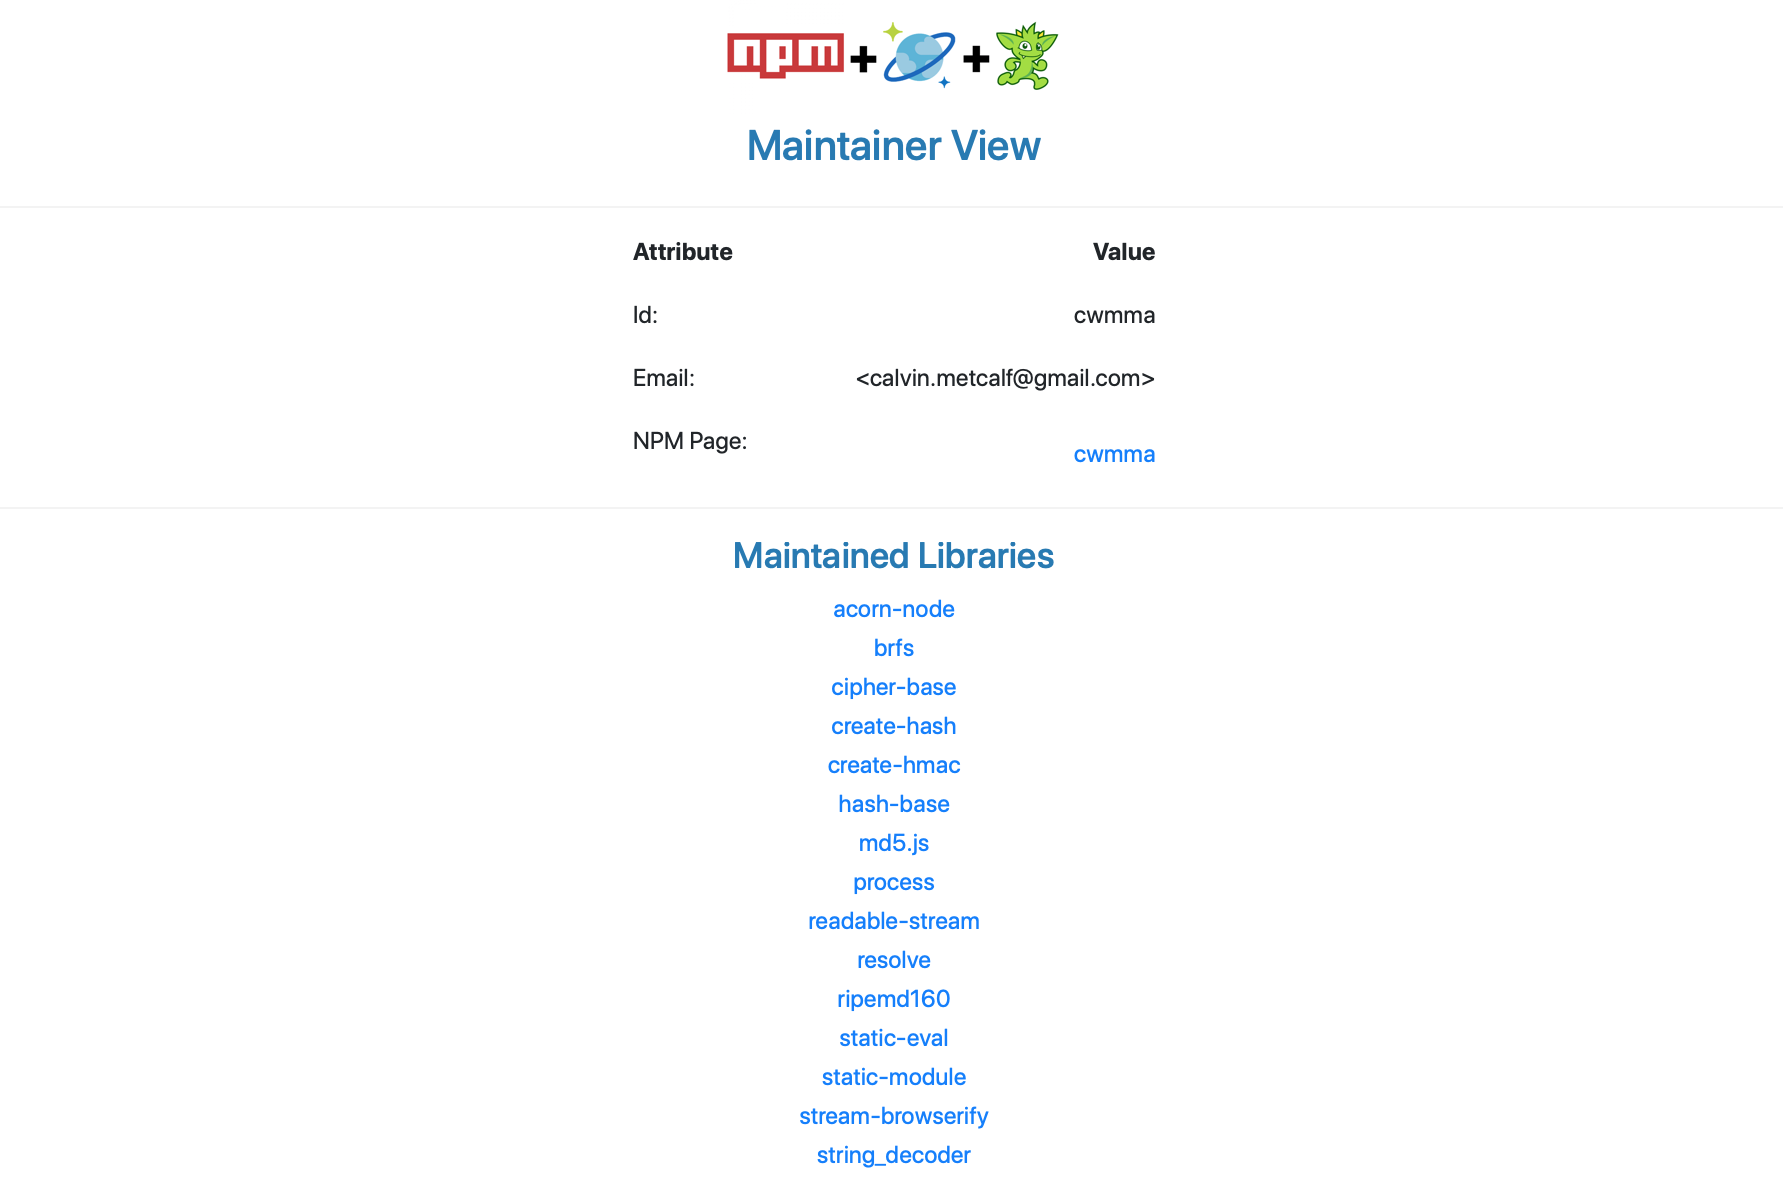 npm++
Maintainer View
Attribute Value
Id: cwmma
Email: <calvin.metcalf@gmail.com>
NPM Page: cwmma
Maintained Libraries
acorn-node
brfs
cipher-base
create-hash
create-hmac
hash-base
md5.js
process
readable-stream
resolve
ripemd160
static-eval
static-module
stream-browserify
string_decoder